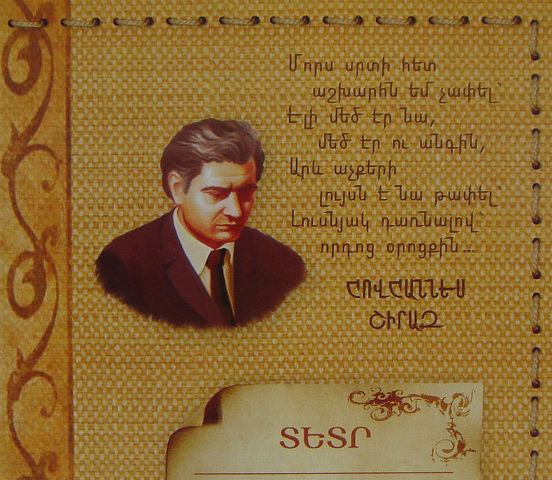 Մորս սրտի հետ
աշխարհն եմ չափել՝
Էլի մեծ էր նա,
մեծ էր ու անգին,
Արև աչքերի
լույսն է նա թափել՝
Լուսնյակ դառնալով՝
որդոց օրոցքին...
ՀՈՎՀԱՆՆԵՍ
ՇԻՐԱԶ
ՏԵՏՐ